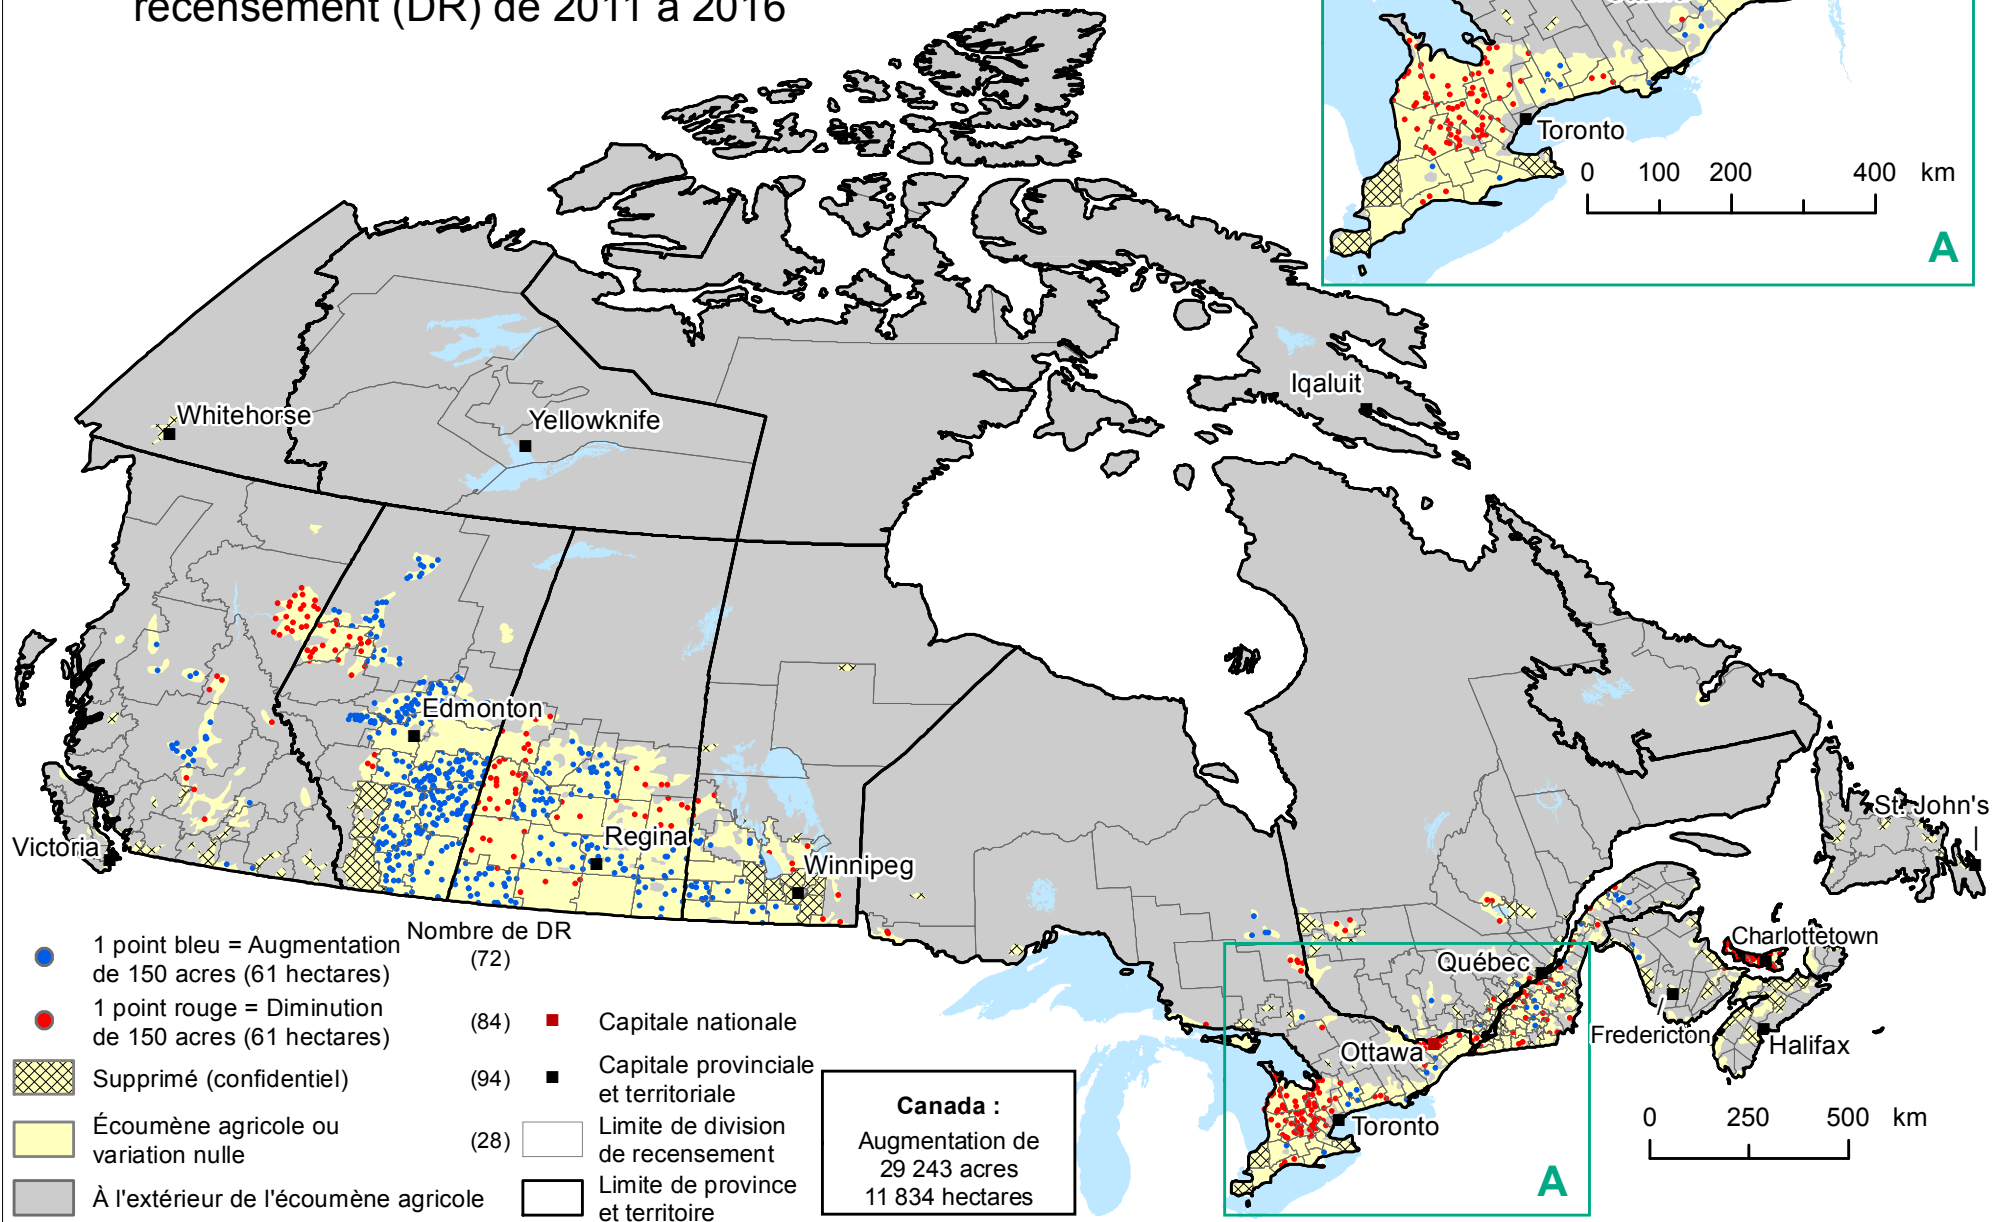 recensement (DR) de 2011 à 2016
Toronto
0 100 200 400 km
A
Whitehorse
Yellowknife
Iqaluit
Edmonton
Regina
Winnipeg
Victoria
St. John's
Charlottetown
Québec
Fredericton
Halifax
Ottawa
Toronto
0 250 500 km
A
Nombre de DR
1 point bleu = Augmentation
de 150 acres (61 hectares)
(72)
1 point rouge = Diminution
de 150 acres (61 hectares)
(84)
Supprimé (confidentiel)
(94)
Écoumène agricole ou
variation nulle
(28)
À l'extérieur de l'écoumène agricole
Capitale nationale
Capitale provinciale
et territoriale
Limite de division
de recensement
Limite de province
et territoire
Canada :
Augmentation de
29 243 acres
11 834 hectares